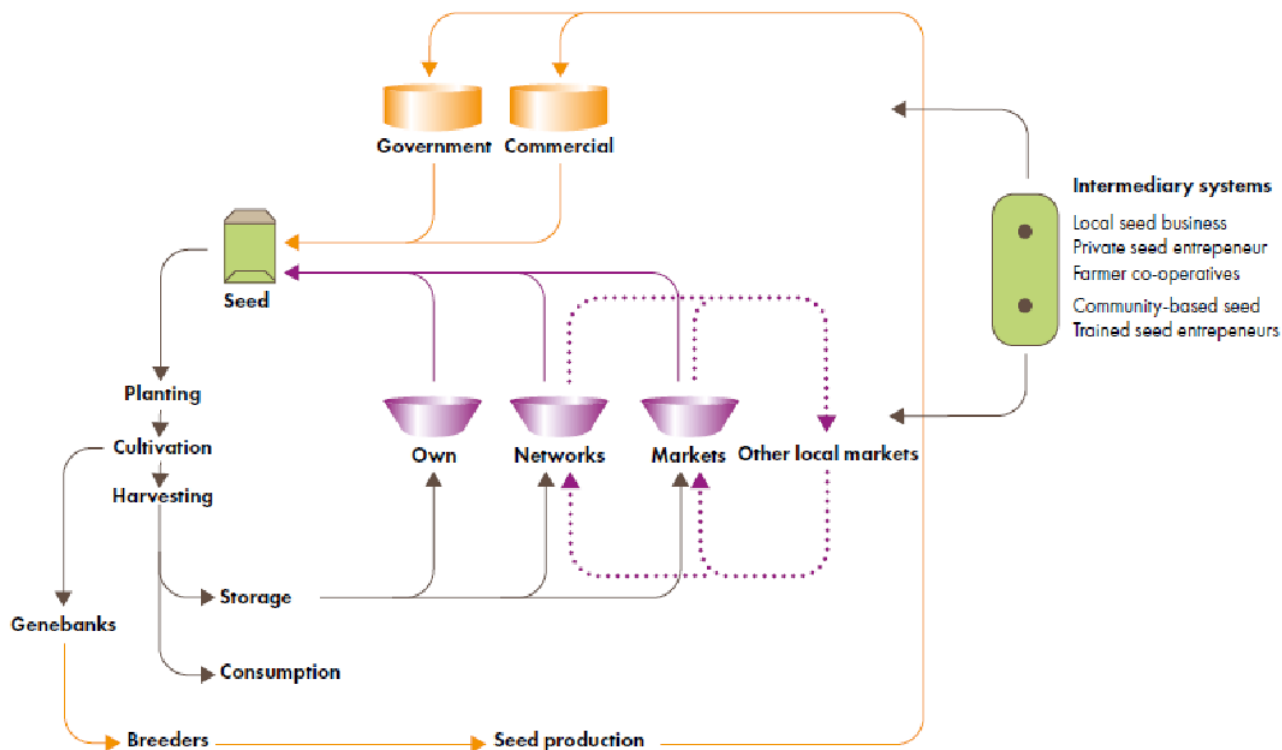 Government
Commercial
Intermediary systems
Local seed business
Private seed entrepeneur
Farmer co-operatives
Community-based seed
Trained seed entrepeneurs
Seed
Planting
Cultivation
Harvesting
Own
Networks
Markets
Other local markets
Storage
Genebanks
Consumption
Breeders
Seed production